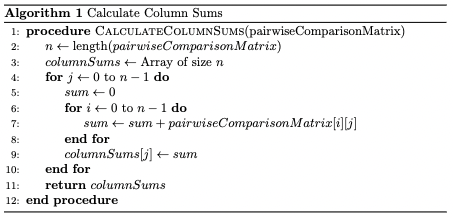 Algorithm 1 Calculate Column Sums
1: procedure CALCULATECOLUMNSUMS(pairwiseComparisonMatrix)
2: n ← length(pairwiseComparisonMatrix)
3: columnSums ← Array of size n
4: for j ← 0 to n − 1 do
5: sum ← 0
6: for i ← 0 to n − 1 do
7: sum ← sum + pairwiseComparisonMatrix[i][j]
8: end for
9: columnSums[j] ← sum
10: end for
11: return columnSums
12: end procedure